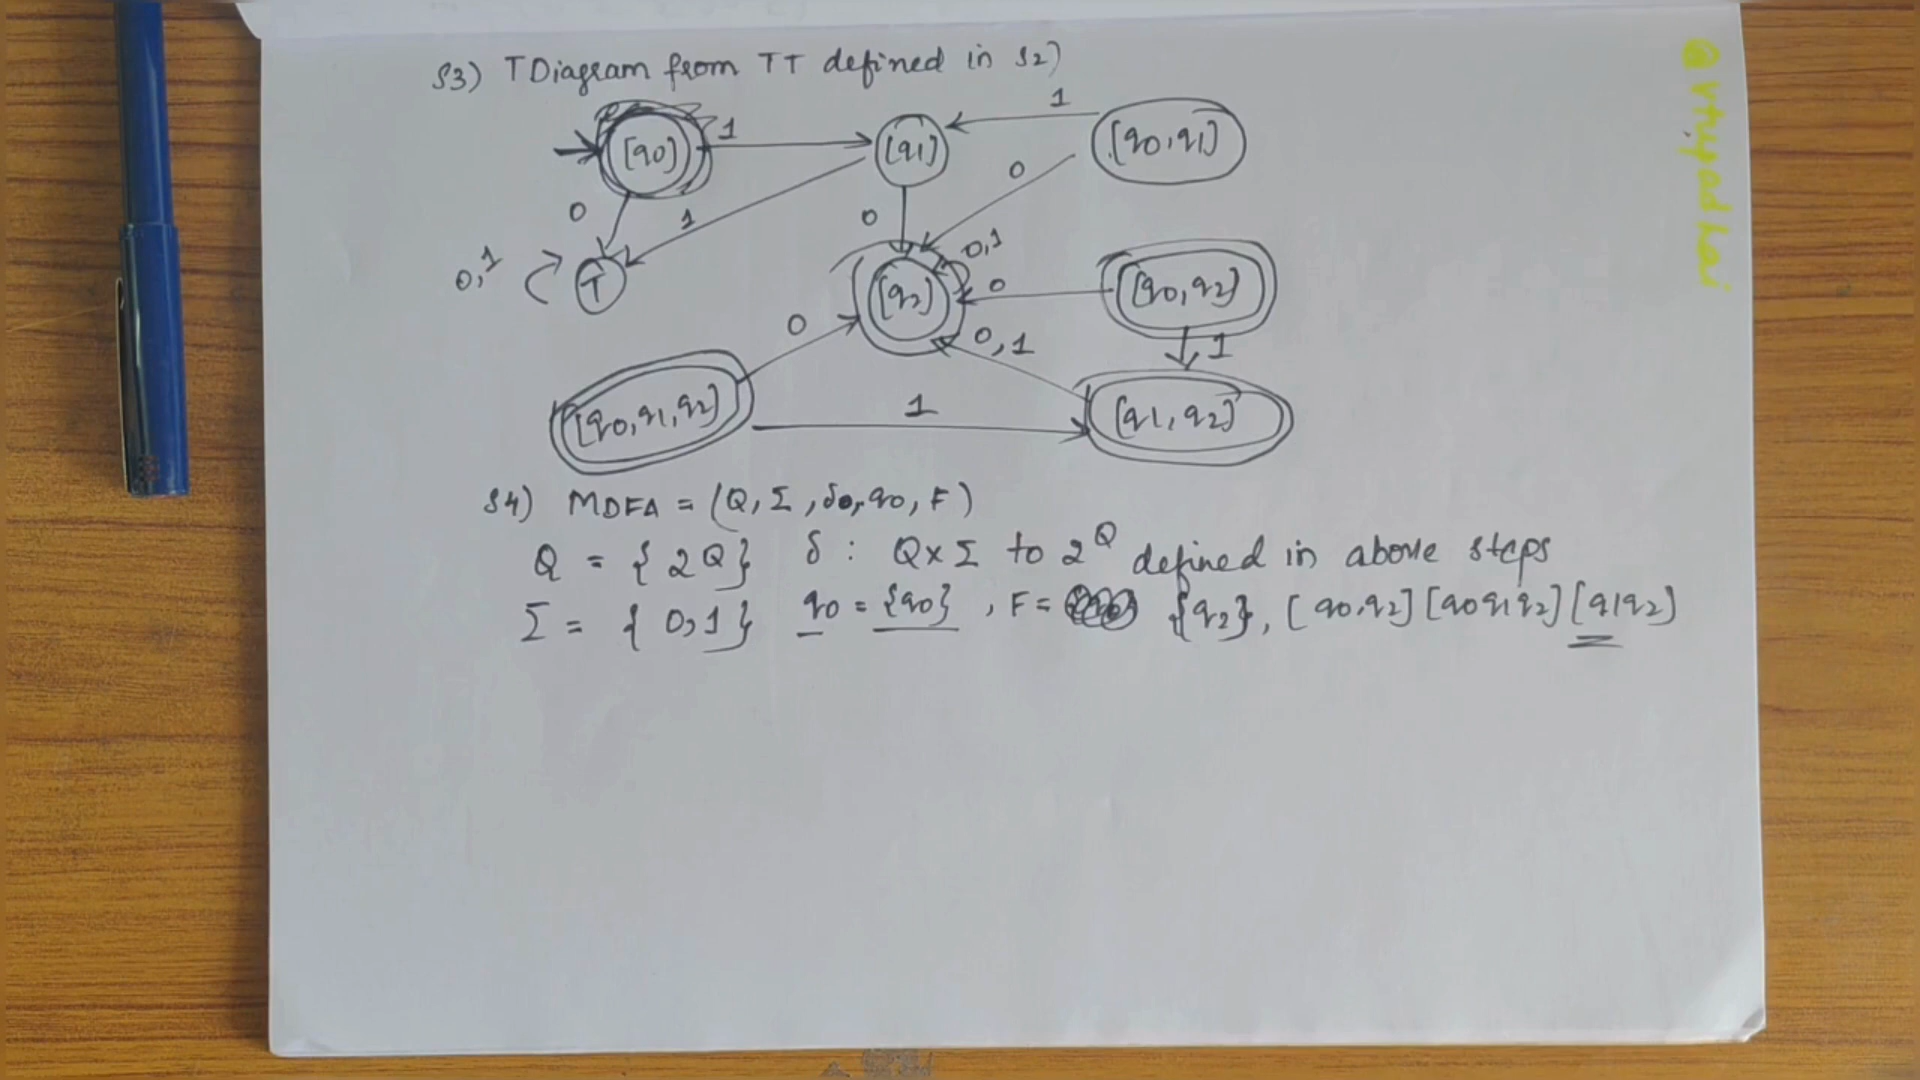 S3) TDiagram from TT defined in S2)
[q0] 1 [q1] 1 [q0,q1]
0 1 0 0
0,1 T [q2] 0,1 0 [q0,q2]
0 0,1 1
[q0,q1,q2] 1 [q1,q2]
S4) MDFA = (Q, Σ, δ0, q0, F)
Q = { 2Q} δ : Q×Σ to 2^Q defined in above steps
Σ = { 0,1} q0 = {q0} , F = {q2}, [q0,q2] [q0q1q2] [q1q2]
@vtupadhai